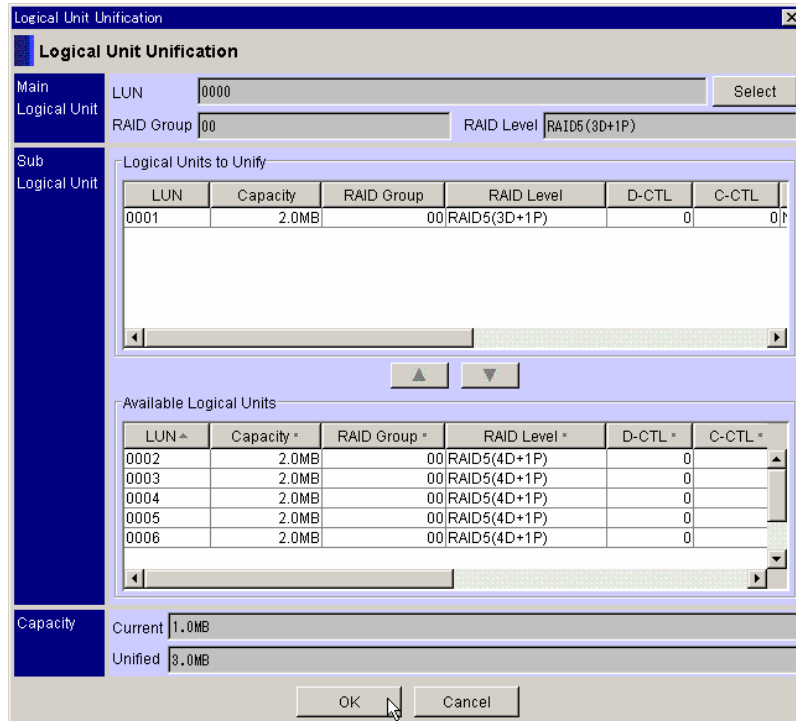 Logical Unit Unification
Logical Unit Unification
Main Logical Unit
LUN 0000 Select
RAID Group 00 RAID Level RAID5(3D+1P)
Sub Logical Unit
Logical Units to Unify
LUN Capacity RAID Group RAID Level D-CTL C-CTL
0001 2.0MB 00 RAID5(3D+1P) 0 0
Available Logical Units
LUN Capacity RAID Group RAID Level D-CTL C-CTL
0002 2.0MB 00 RAID5(4D+1P) 0
0003 2.0MB 00 RAID5(4D+1P) 0
0004 2.0MB 00 RAID5(4D+1P) 0
0005 2.0MB 00 RAID5(4D+1P) 0
0006 2.0MB 00 RAID5(4D+1P) 0
Capacity
Current 1.0MB
Unified 3.0MB
OK Cancel